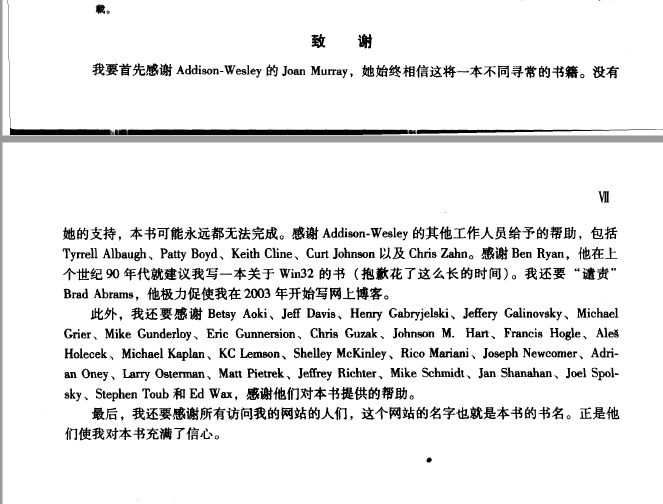 载。
致 谢
我要首先感谢 Addison-Wesley 的 Joan Murray，她始终相信这将一本不同寻常的书籍。没有
Ⅶ
她的支持，本书可能永远都无法完成。感谢 Addison-Wesley 的其他工作人员给予的帮助，包括
Tyrrell Albaugh、Patty Boyd、Keith Cline、Curt Johnson 以及 Chris Zahn。感谢 Ben Ryan，他在上
个世纪 90 年代就建议我写一本关于 Win32 的书（抱歉花了这么长的时间）。我还要“谴责”
Brad Abrams，他极力促使我在 2003 年开始写网上博客。
此外，我还要感谢 Betsy Aoki、Jeff Davis、Henry Gabryjelski、Jeffery Galinovsky、Michael
Grier、Mike Gunderloy、Eric Gunnersion、Chris Guzak、Johnson M. Hart、Francis Hogle、Aleš
Holecek、Michael Kaplan、KC Lemson、Shelley McKinley、Rico Mariani、Joseph Newcomer、Adri-
an Oney、Larry Osterman、Matt Pietrek、Jeffrey Richter、Mike Schmidt、Jan Shanahan、Joel Spol-
sky、Stephen Toub 和 Ed Wax，感谢他们对本书提供的帮助。
最后，我还要感谢所有访问我的网站的人们，这个网站的名字也就是本书的书名。正是他
们使我对本书充满了信心。